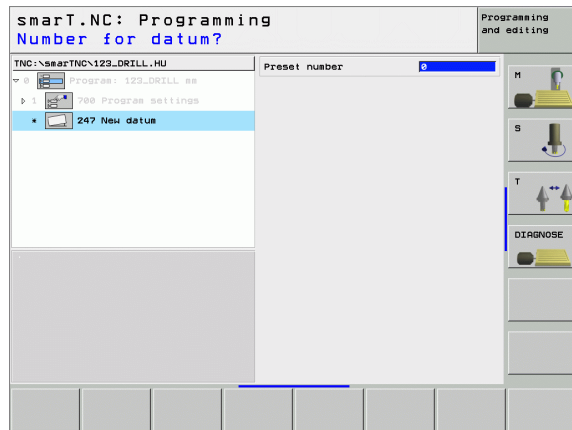 smarT.NC: Programming
Number for datum?
Programming
and editing
TNC:\smarTNC\123_DRILL.HU
0 Program: 123_DRILL mm
1 700 Program settings
* 247 New datum
Preset number 0
M
S
T
DIAGNOSE